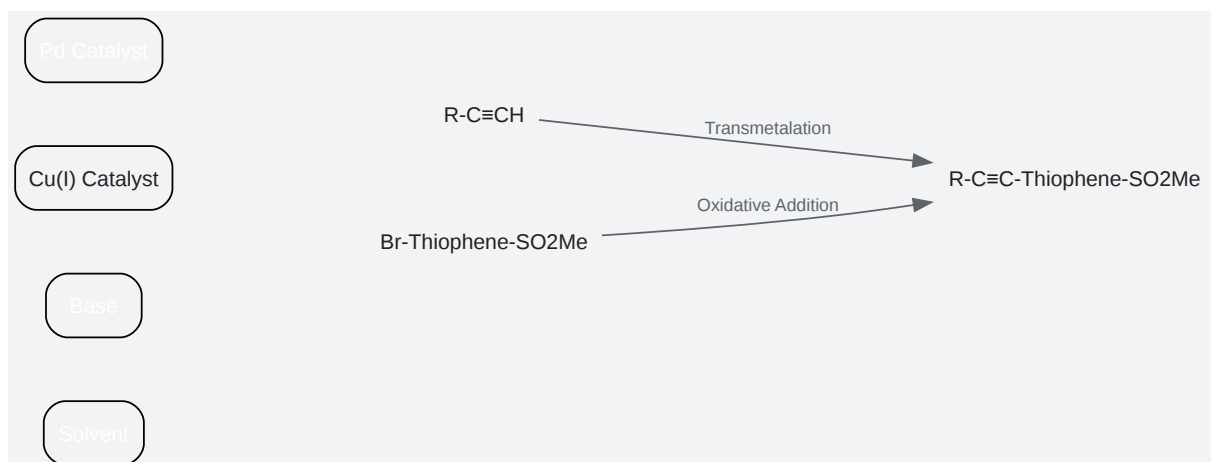 Pd Catalyst
R-C≡CH
Transmetalation
Cu(I) Catalyst
R-C≡C-Thiophene-SO2Me
Oxidative Addition
Br-Thiophene-SO2Me
Base
Solvent